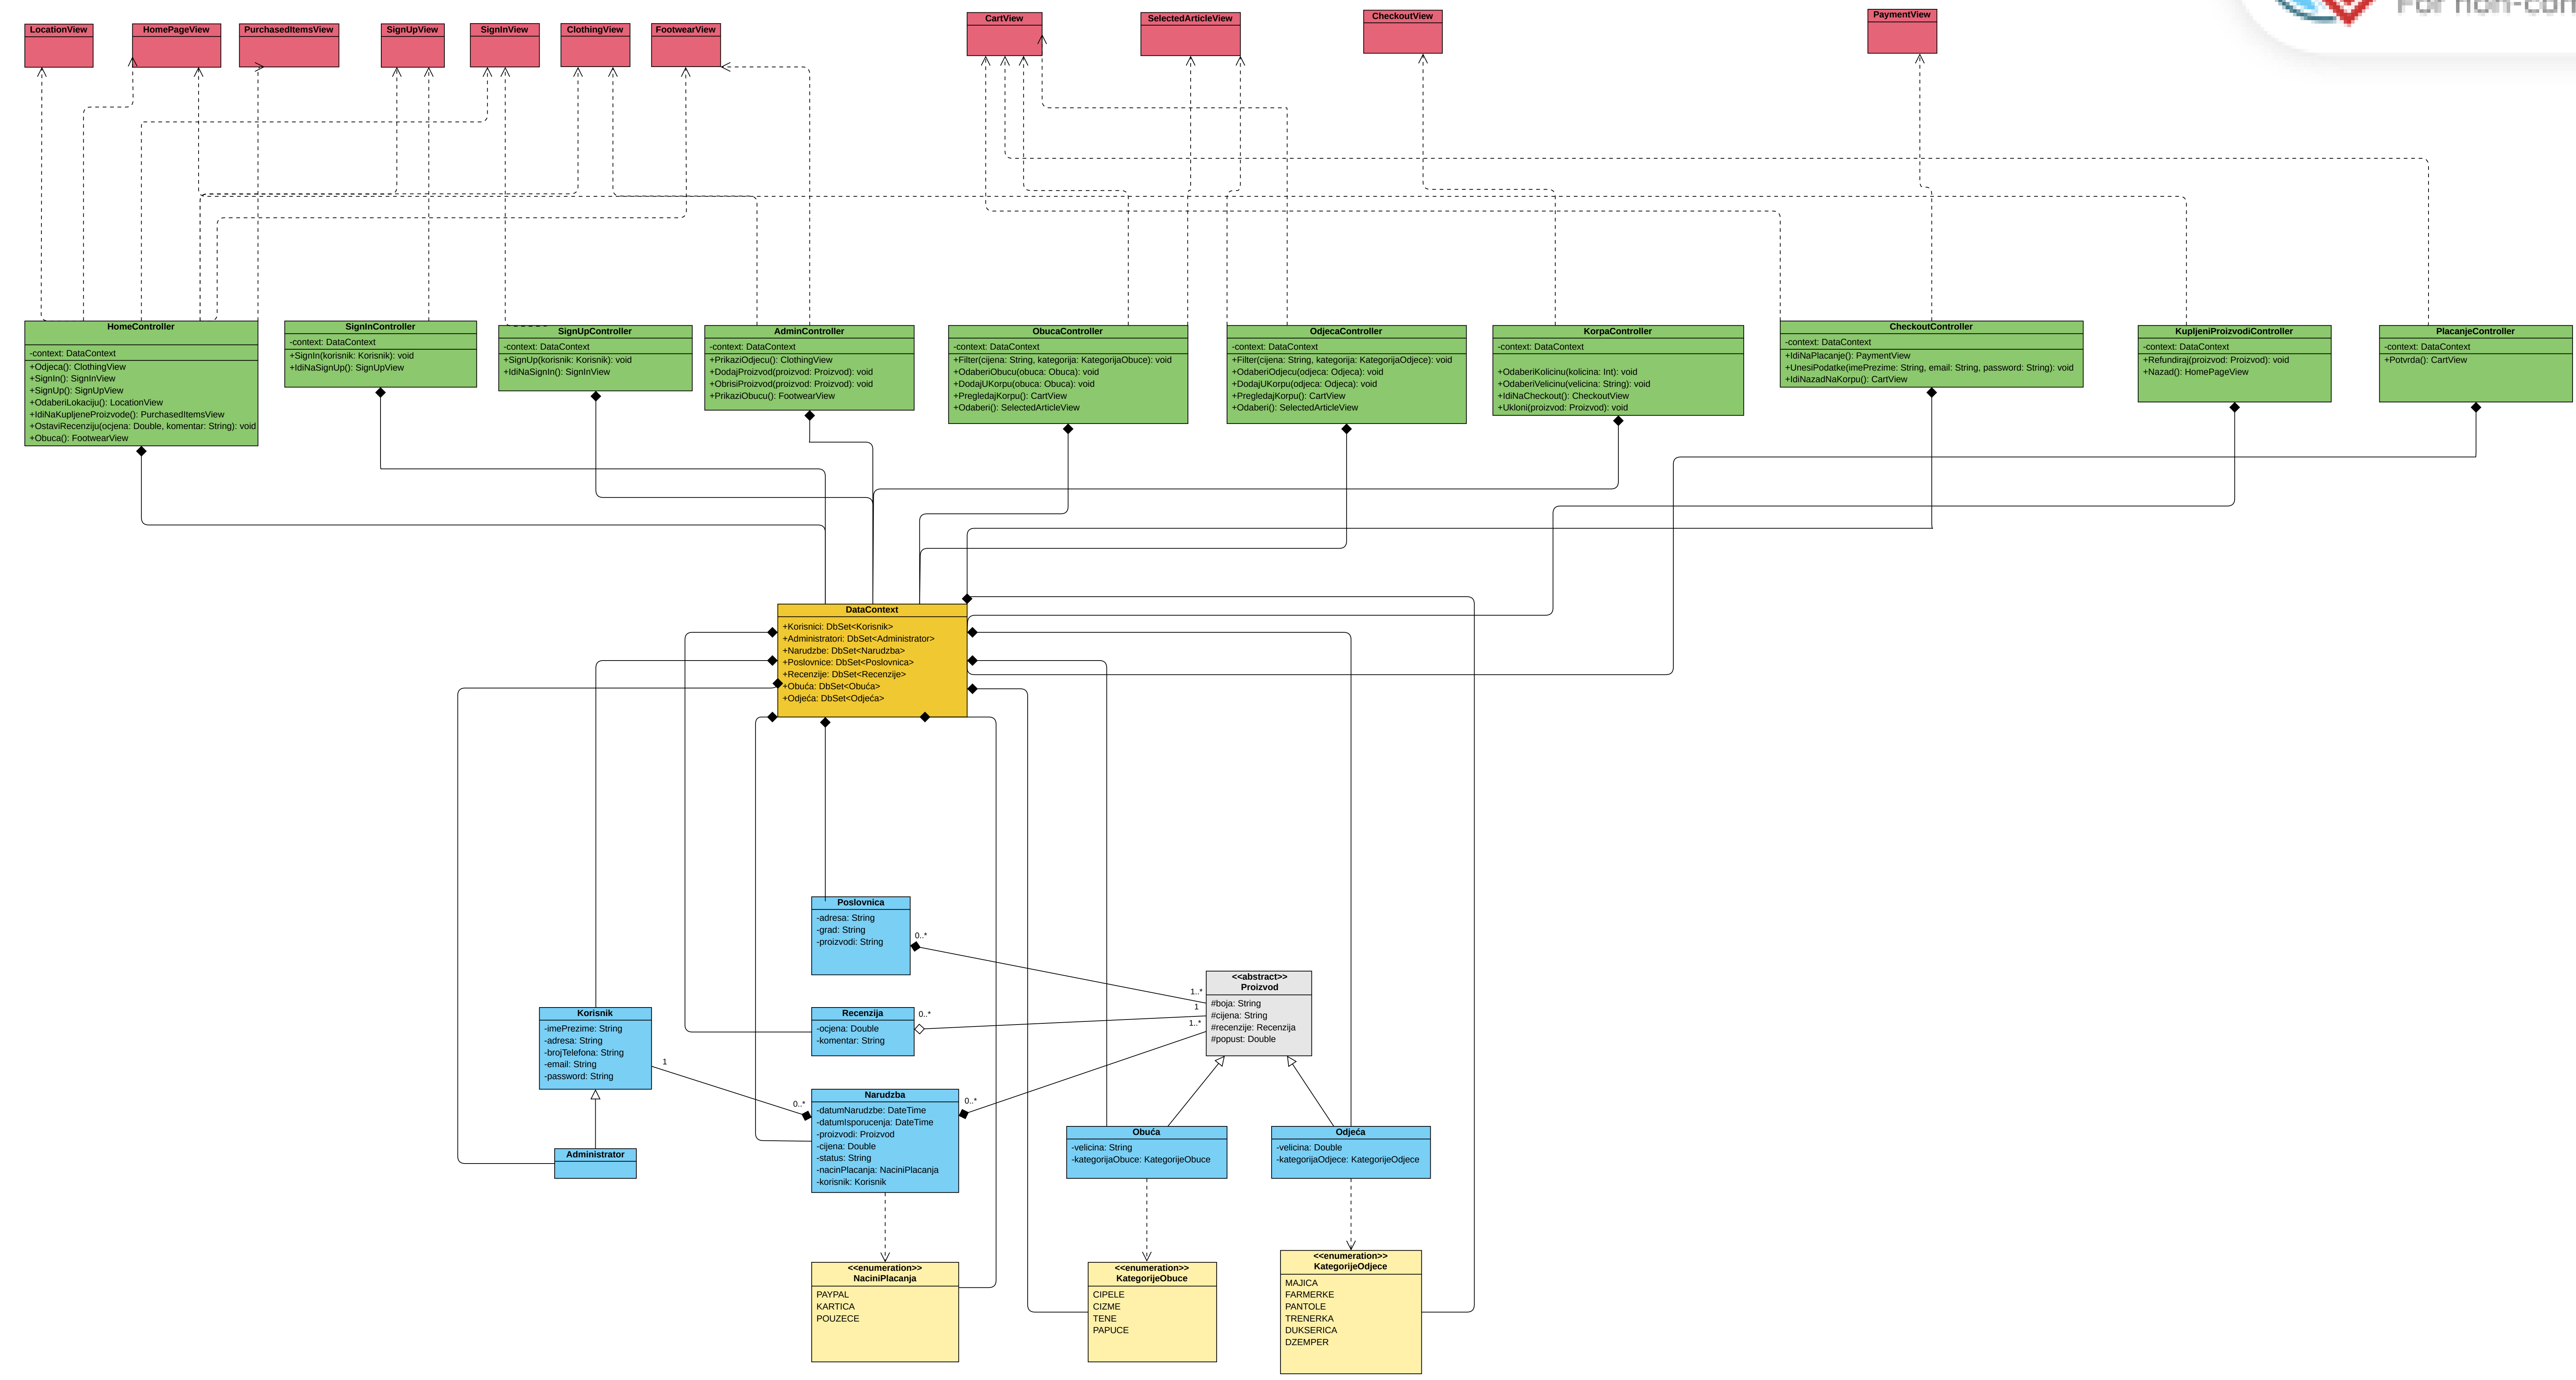 For non-com
LocationView
HomePageView
PurchasedItemsView
SignUpView
SignInView
ClothingView
FootwearView
CartView
SelectedArticleView
CheckoutView
PaymentView
HomeController
-context: DataContext
+Odjeca(): ClothingView
+SignIn(): SignInView
+SignUp(): SignUpView
+OdaberiLokaciju(): LocationView
+IdiNaKupljeneProizvode(): PurchasedItemsView
+OstaviRecenziju(ocjena: Double, komentar: String): void
+Obuca(): FootwearView
SignInController
-context: DataContext
+SignIn(korisnik: Korisnik): void
+IdiNaSignUp(): SignUpView
SignUpController
-context: DataContext
+SignUp(korisnik: Korisnik): void
+IdiNaSignIn(): SignInView
AdminController
-context: DataContext
+PrikaziOdjecu(): ClothingView
+DodajProizvod(proizvod: Proizvod): void
+ObrisiProizvod(proizvod: Proizvod): void
+PrikaziObucu(): FootwearView
ObucaController
-context: DataContext
+Filter(cijena: String, kategorija: KategorijaObuce): void
+OdaberiObucu(obuca: Obuca): void
+DodajUKorpu(obuca: Obuca): void
+PregledajKorpu(): CartView
+Odaberi(): SelectedArticleView
OdjecaController
-context: DataContext
+Filter(cijena: String, kategorija: KategorijaOdjece): void
+OdaberiOdjecu(odjeca: Odjeca): void
+DodajUKorpu(odjeca: Odjeca): void
+PregledajKorpu(): CartView
+Odaberi(): SelectedArticleView
KorpaController
-context: DataContext
+OdaberiKolicinu(kolicina: Int): void
+OdaberiVelicinu(velicina: String): void
+IdiNaCheckout(): CheckoutView
+Ukloni(proizvod: Proizvod): void
CheckoutController
-context: DataContext
+IdiNaPlacanje(): PaymentView
+UnesiPodatke(imePrezime: String, email: String, password: String): void
+IdiNazadNaKorpu(): CartView
KupljeniProizvodiController
-context: DataContext
+Refundiraj(proizvod: Proizvod): void
+Nazad(): HomePageView
PlacanjeController
-context: DataContext
+Potvrda(): CartView
DataContext
+Korisnici: DbSet<Korisnik>
+Administratori: DbSet<Administrator>
+Narudzbe: DbSet<Narudzba>
+Poslovnice: DbSet<Poslovnica>
+Recenzije: DbSet<Recenzije>
+Obuća: DbSet<Obuća>
+Odjeća: DbSet<Odjeća>
Poslovnica
-adresa: String
-grad: String
-proizvodi: String
0..*
1..*
1
1..*
<<abstract>>
Proizvod
#boja: String
#cijena: String
#recenzije: Recenzija
#popust: Double
Korisnik
-imePrezime: String
-adresa: String
-brojTelefona: String
-email: String
-password: String
Recenzija
-ocjena: Double
-komentar: String
0..*
1
0..*
Narudzba
-datumNarudzbe: DateTime
-datumIsporucenja: DateTime
-proizvodi: Proizvod
-cijena: Double
-status: String
-nacinPlacanja: NaciniPlacanja
-korisnik: Korisnik
0..*
Administrator
Obuća
-velicina: String
-kategorijaObuce: KategorijeObuce
Odjeća
-velicina: Double
-kategorijaOdjece: KategorijeOdjece
<<enumeration>>
NaciniPlacanja
PAYPAL
KARTICA
POUZECE
<<enumeration>>
KategorijeObuce
CIPELE
CIZME
TENE
PAPUCE
<<enumeration>>
KategorijeOdjece
MAJICA
FARMERKE
PANTOLE
TRENERKA
DUKSERICA
DZEMPER